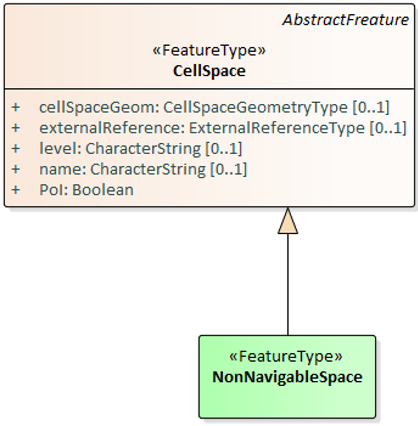 AbstractFreature
«FeatureType»
CellSpace
+ cellSpaceGeom: CellSpaceGeometryType [0..1]
+ externalReference: ExternalReferenceType [0..1]
+ level: CharacterString [0..1]
+ name: CharacterString [0..1]
+ PoI: Boolean
«FeatureType»
NonNavigableSpace